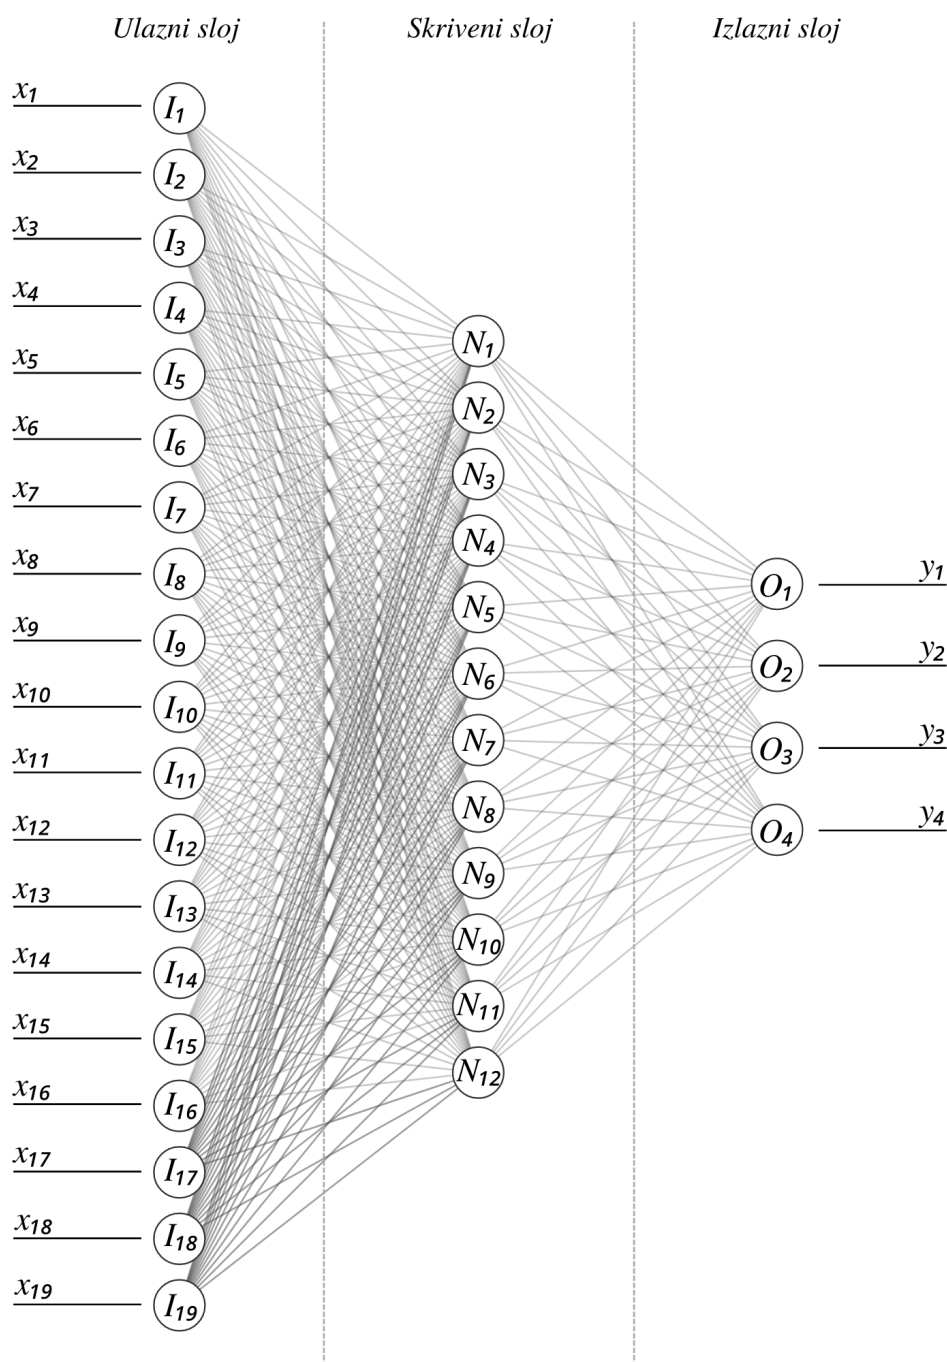 Ulazni sloj Skriveni sloj Izlazni sloj
x1
I1
x2
I2
x3
I3
x4
I4
x5
I5
x6
I6
x7
I7
x8
I8
x9
I9
x10
I10
x11
I11
x12
I12
x13
I13
x14
I14
x15
I15
x16
I16
x17
I17
x18
I18
x19
I19
N1
N2
N3
N4
N5
N6
N7
N8
N9
N10
N11
N12
O1
y1
O2
y2
O3
y3
O4
y4